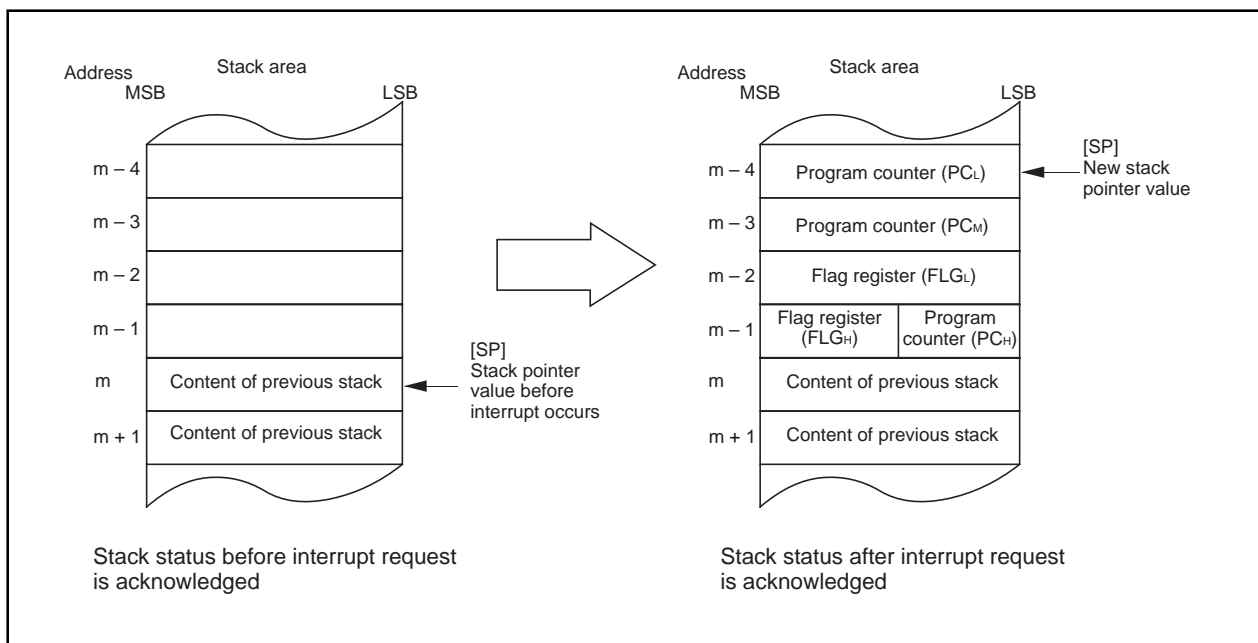 Address
Stack area
MSB
LSB
m – 4
m – 3
m – 2
m – 1
m
Content of previous stack
m + 1
Content of previous stack
[SP]
Stack pointer
value before
interrupt occurs
Stack status before interrupt request
is acknowledged
Address
Stack area
MSB
LSB
m – 4
Program counter (PCL)
[SP]
New stack
pointer value
m – 3
Program counter (PCM)
m – 2
Flag register (FLGL)
m – 1
Flag register
(FLGH)
Program
counter (PCH)
m
Content of previous stack
m + 1
Content of previous stack
Stack status after interrupt request
is acknowledged